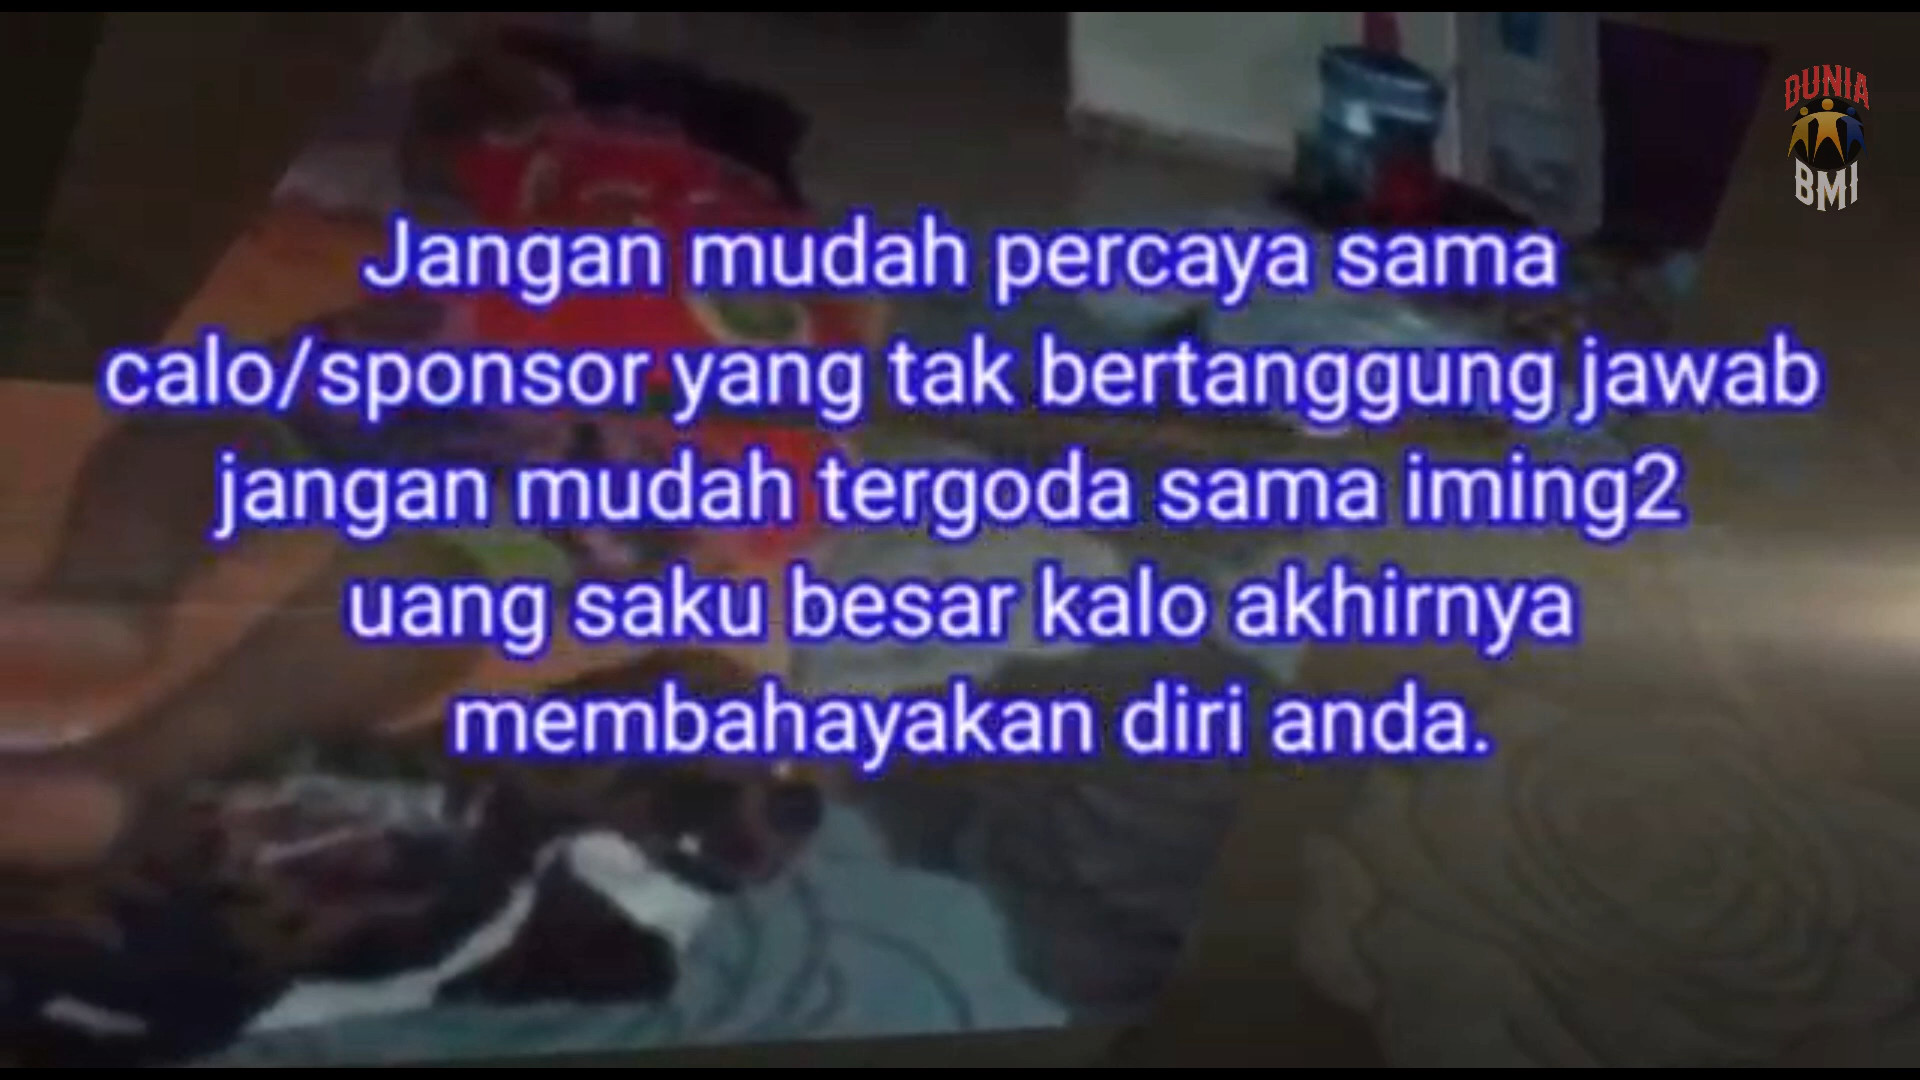 DUNIA
BMI
Jangan mudah percaya sama
calo/sponsor yang tak bertanggung jawab
jangan mudah tergoda sama iming2
uang saku besar kalo akhirnya
membahayakan diri anda.